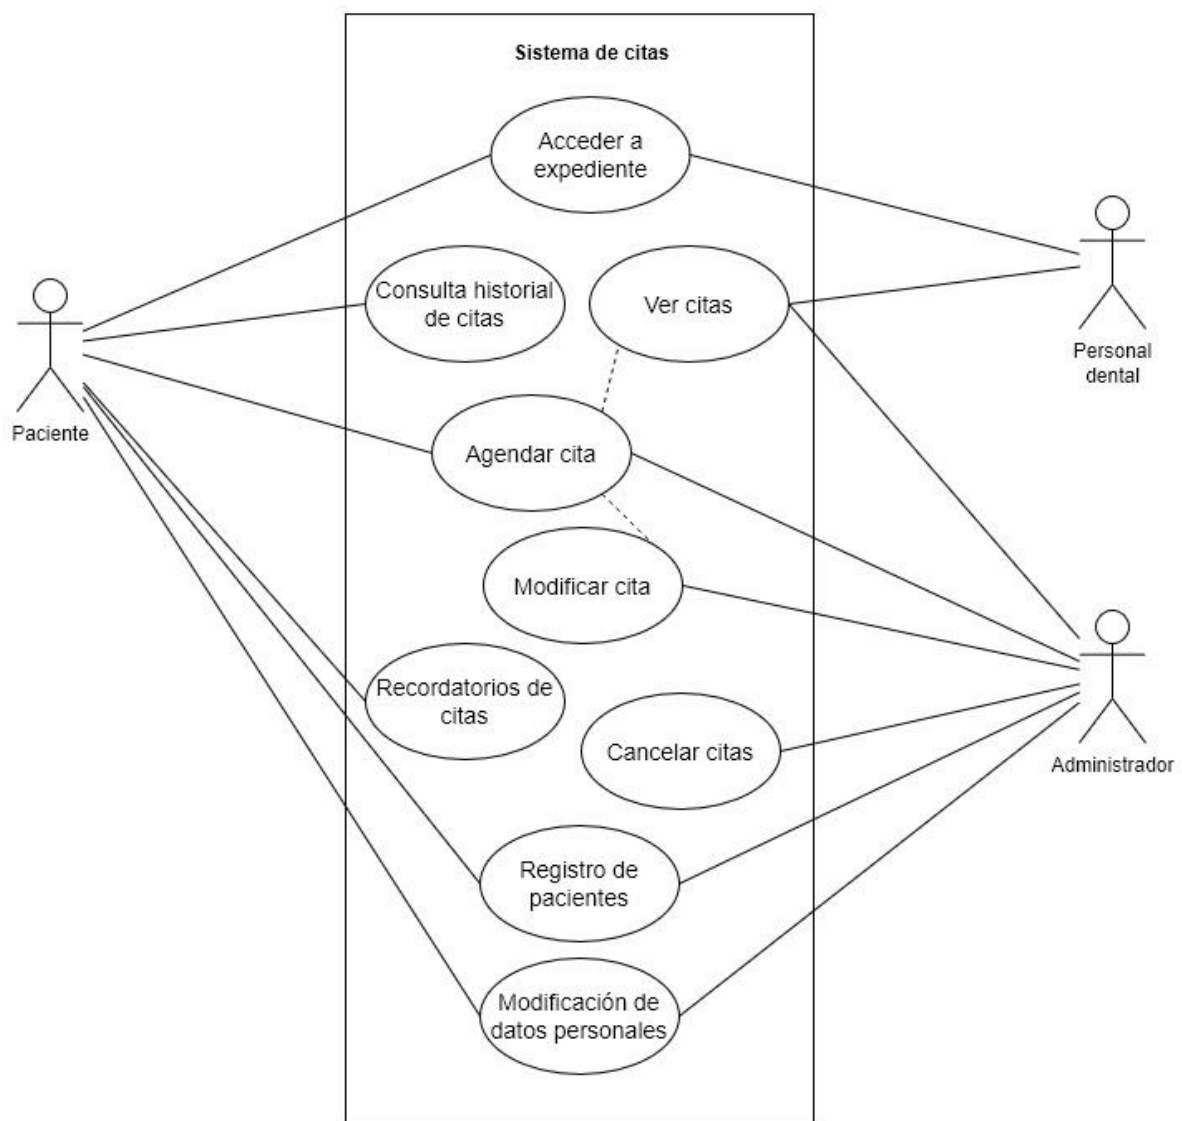 Sistema de citas
Acceder a
expediente
Consulta historial
de citas
Ver citas
Personal
dental
Paciente
Agendar cita
Modificar cita
Recordatorios de
citas
Cancelar citas
Administrador
Registro de
pacientes
Modificación de
datos personales